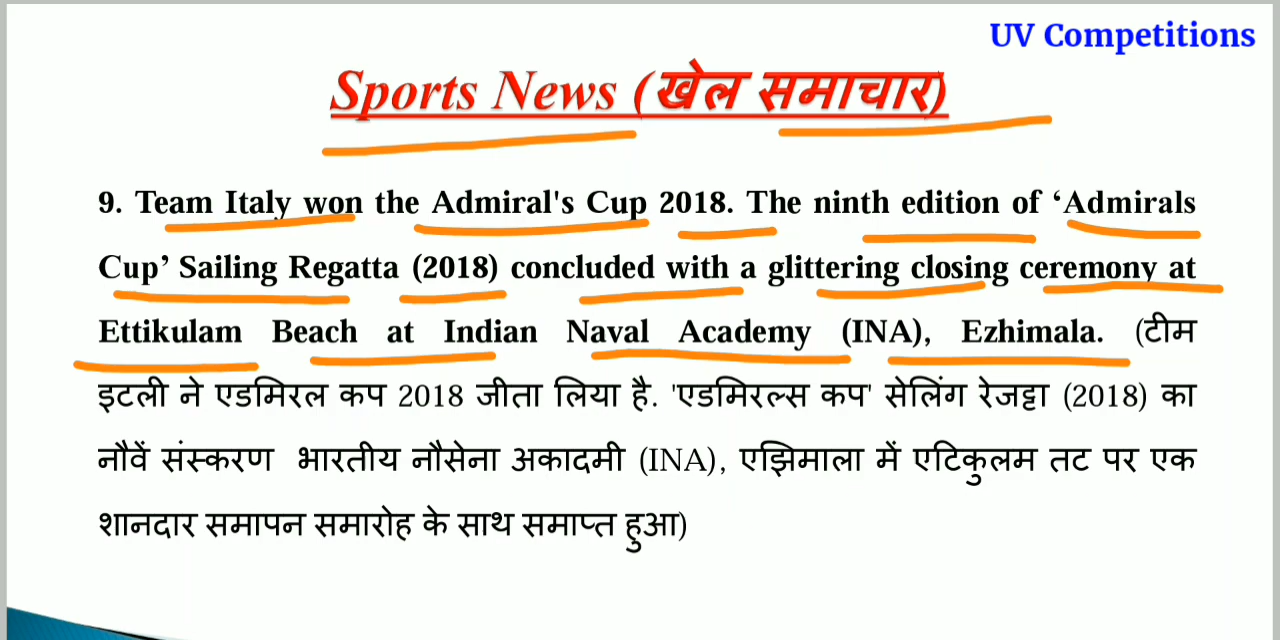 UV Competitions
Sports News (खेल समाचार)
9. Team Italy won the Admiral's Cup 2018. The ninth edition of ‘Admirals
Cup’ Sailing Regatta (2018) concluded with a glittering closing ceremony at
Ettikulam Beach at Indian Naval Academy (INA), Ezhimala. (टीम
इटली ने एडमिरल कप 2018 जीता लिया है. 'एडमिरल्स कप' सेलिंग रेजट्टा (2018) का
नौवें संस्करण भारतीय नौसेना अकादमी (INA), एझिमाला में एटिकुलम तट पर एक
शानदार समापन समारोह के साथ समाप्त हुआ)